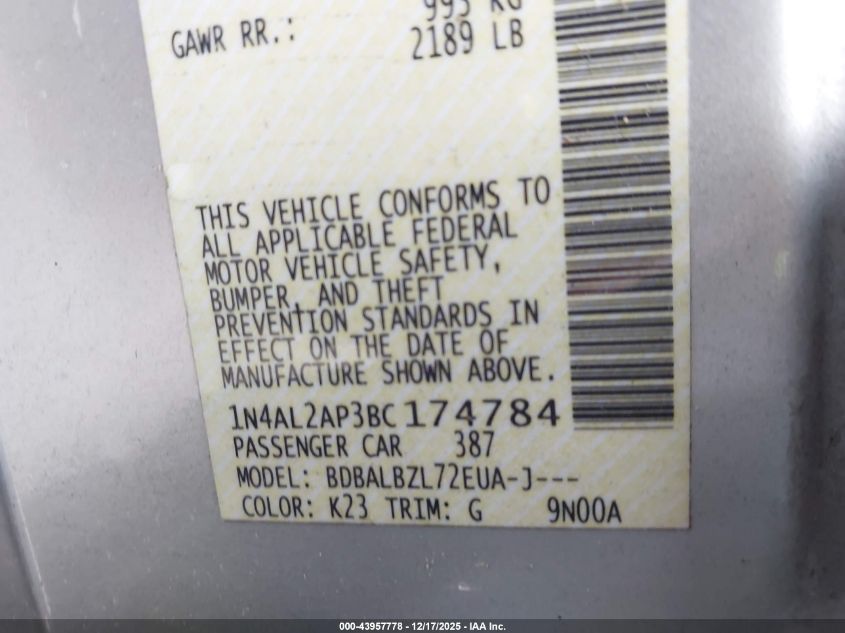 995 KG
GAWR RR.: 2189 LB
THIS VEHICLE CONFORMS TO
ALL APPLICABLE FEDERAL
MOTOR VEHICLE SAFETY,
BUMPER, AND THEFT
PREVENTION STANDARDS IN
EFFECT ON THE DATE OF
MANUFACTURE SHOWN ABOVE.
1N4AL2AP3BC174784
PASSENGER CAR 387
MODEL: BDBALBZL72EUA-J---
COLOR: K23 TRIM: G 9N00A
000-43957778 - 12/17/2025 - IAA Inc.